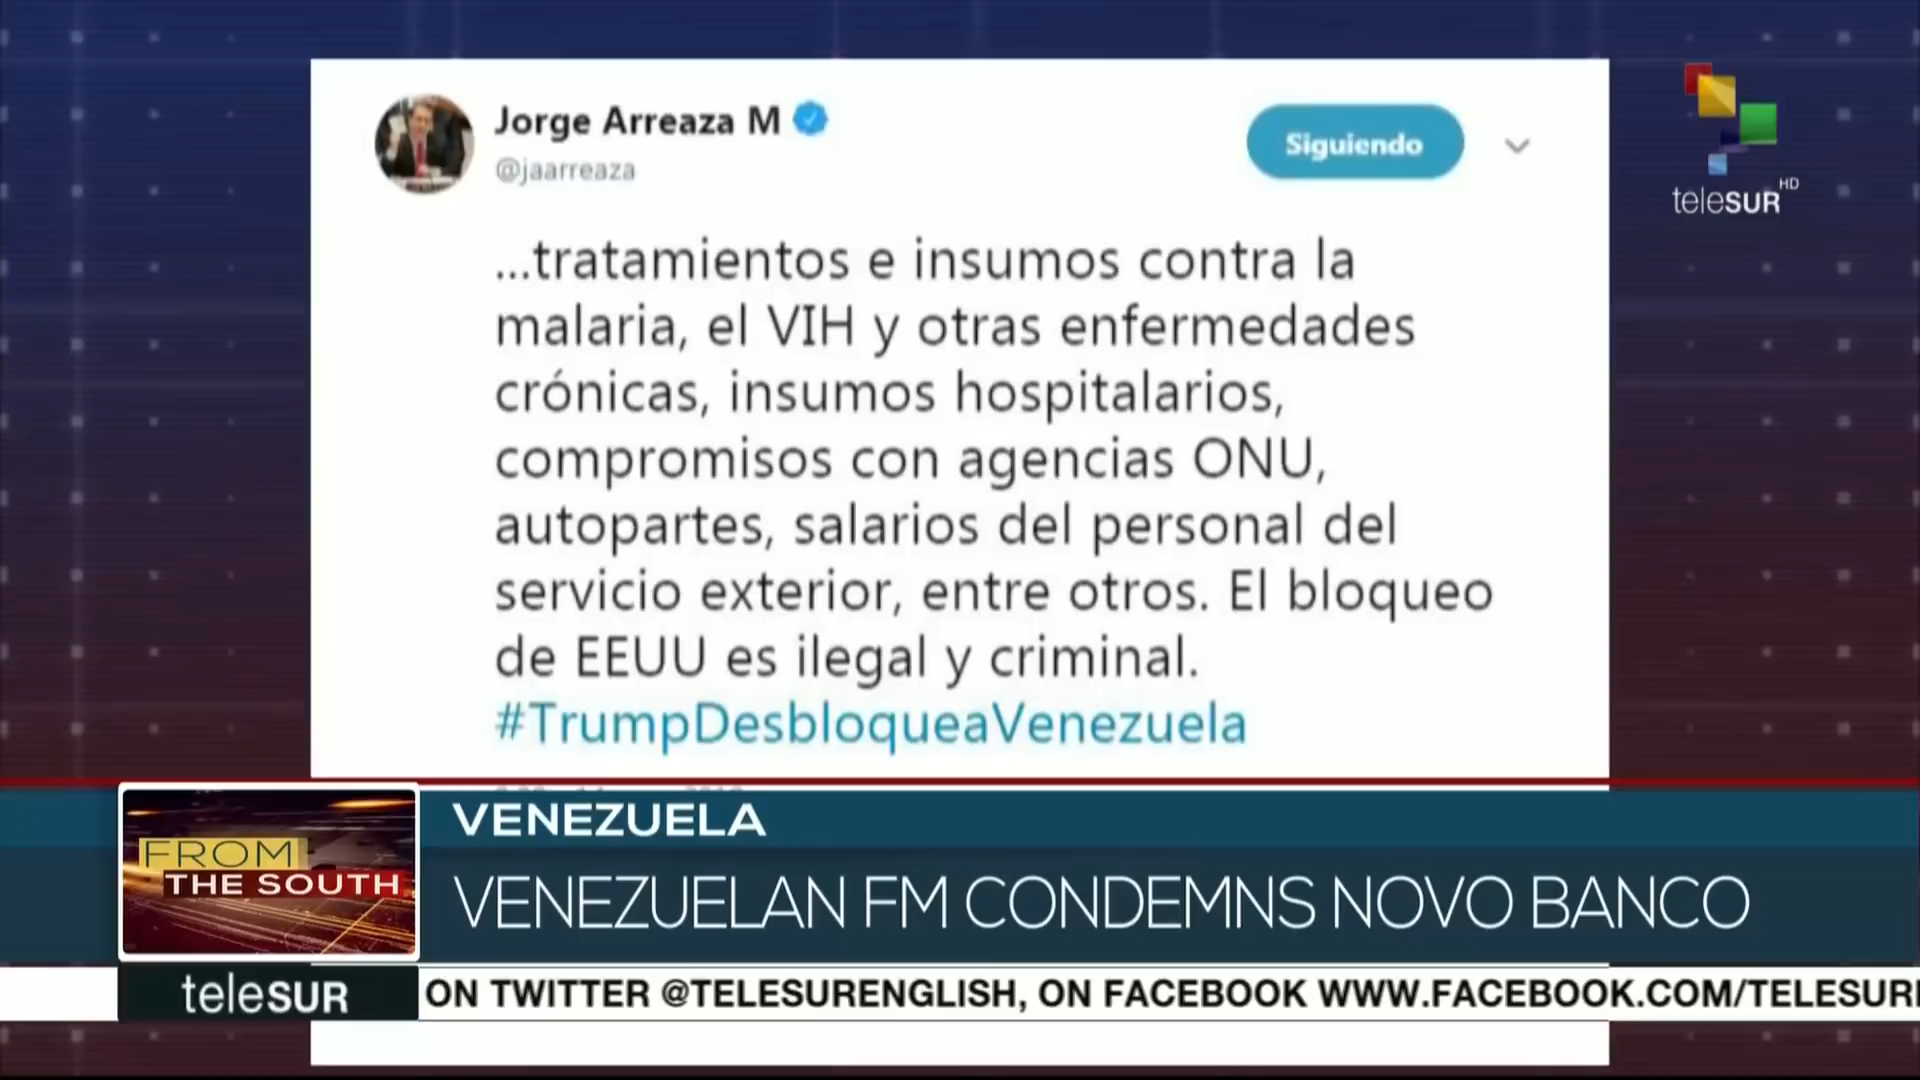 Jorge Arreaza M
@jaarreaza
Siguiendo
...tratamientos e insumos contra la
malaria, el VIH y otras enfermedades
crónicas, insumos hospitalarios,
compromisos con agencias ONU,
autopartes, salarios del personal del
servicio exterior, entre otros. El bloqueo
de EEUU es ilegal y criminal.
#TrumpDesbloqueaVenezuela
teleSUR HD
FROM
THE SOUTH
VENEZUELA
VENEZUELAN FM CONDEMNS NOVO BANCO
teleSUR
ON TWITTER @TELESURENGLISH, ON FACEBOOK WWW.FACEBOOK.COM/TELESUR